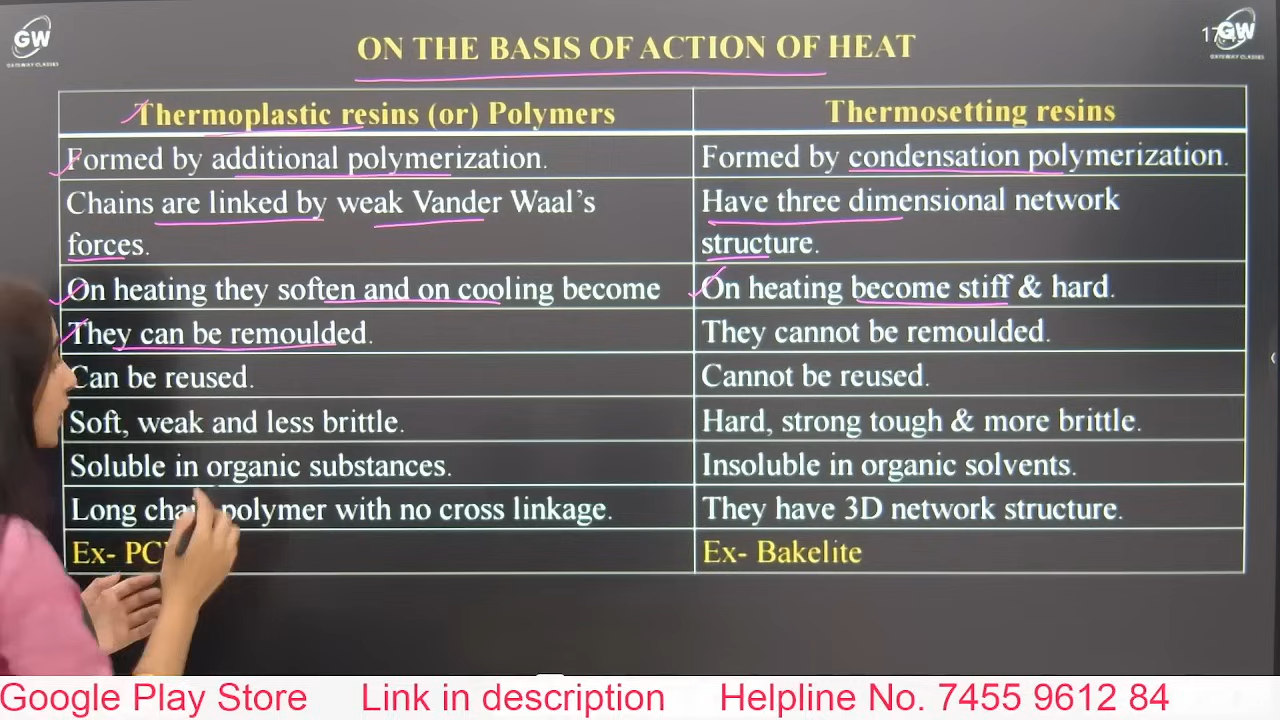 GW
GATEWAY CLASSES
GW
GATEWAY CLASSES
ON THE BASIS OF ACTION OF HEAT
Thermoplastic resins (or) Polymers
Thermosetting resins
Formed by additional polymerization.
Formed by condensation polymerization.
Chains are linked by weak Vander Waal’s
forces.
Have three dimensional network
structure.
On heating they soften and on cooling become
On heating become stiff & hard.
They can be remoulded.
They cannot be remoulded.
Can be reused.
Cannot be reused.
Soft, weak and less brittle.
Hard, strong tough & more brittle.
Soluble in organic substances.
Insoluble in organic solvents.
Long polymer with no cross linkage.
They have 3D network structure.
Ex-
Ex- Bakelite
Google Play Store Link in description Helpline No. 7455 9612 84